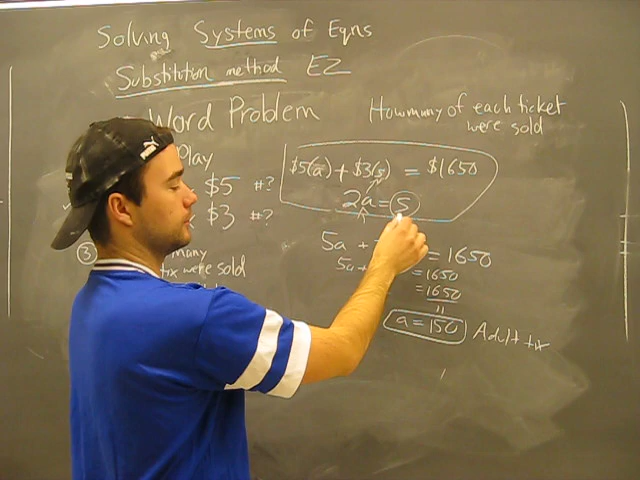 Solving Systems of Eqns
Substitution method EZ
Word Problem
How many of each ticket
were sold
Play
$5(a) + $3(s) = $1650
$5 #?
2a = s
$3 #?
5a + = 1650
③ many
5a + = 1650
tix were sold
= 1650
11
a = 150 Adult tix
PUMA